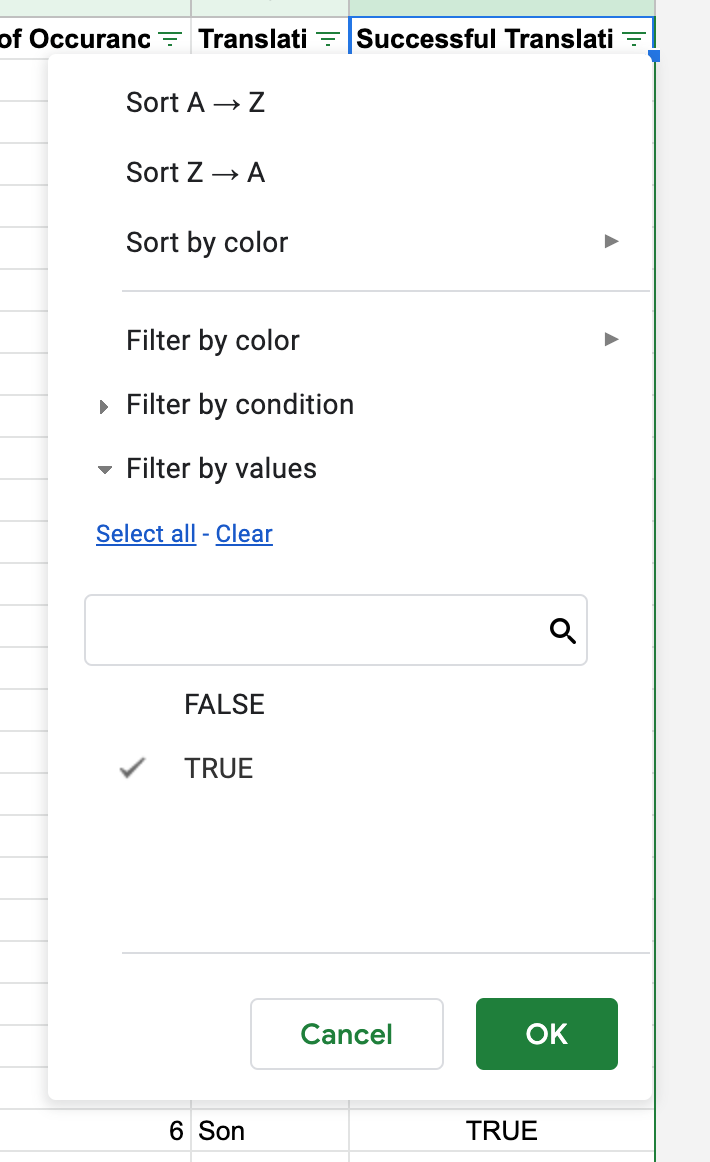 of Occuranc Translati Successful Translati
Sort A → Z
Sort Z → A
Sort by color
Filter by color
Filter by condition
Filter by values
Select all - Clear
FALSE
TRUE
Cancel OK
6 Son TRUE